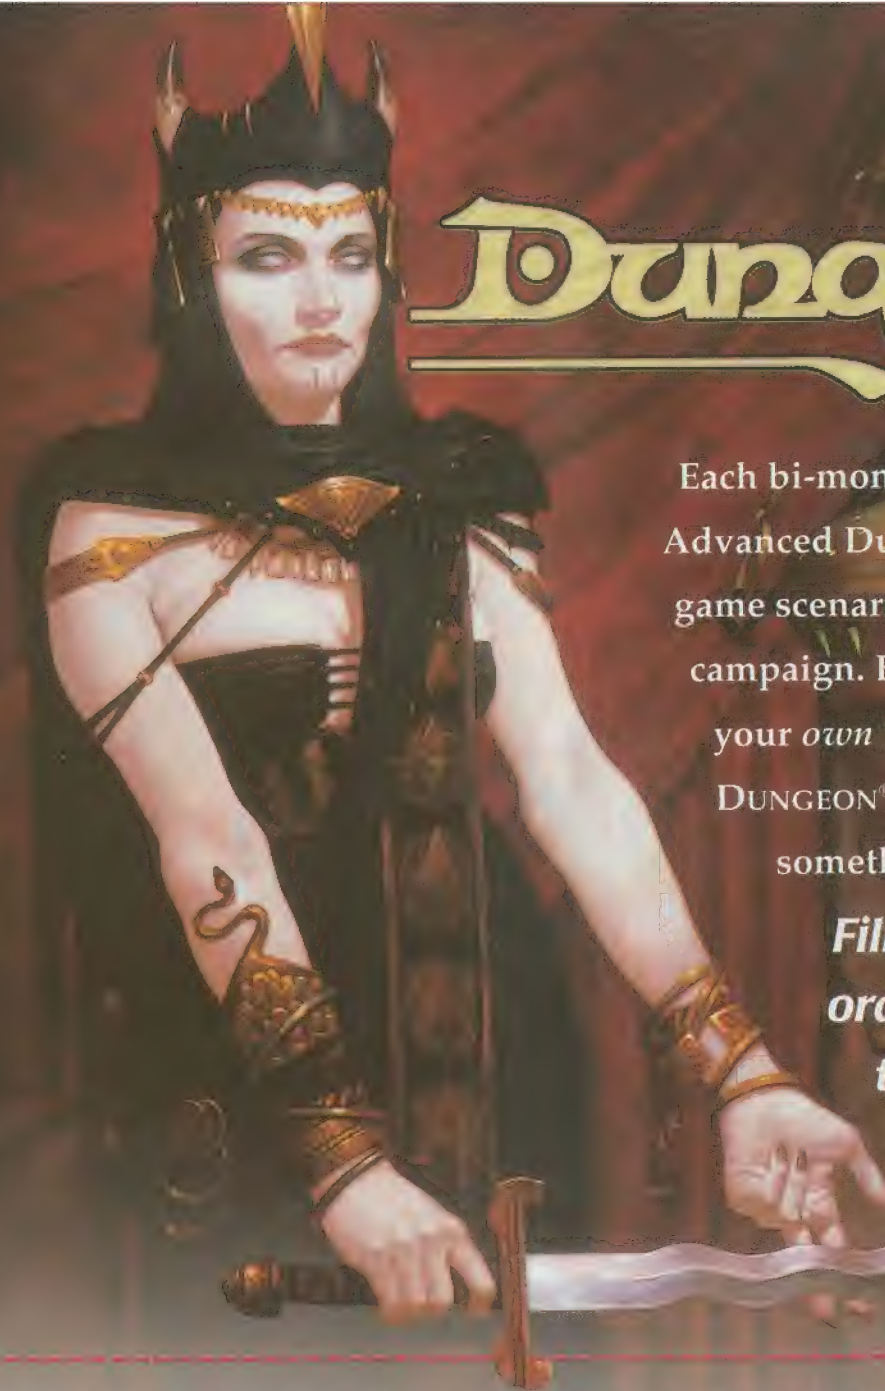 Dung
Each bi-mon
Advanced Du
game scenar
campaign.
your own
DUNGEON®
someth
Fil
ord
t